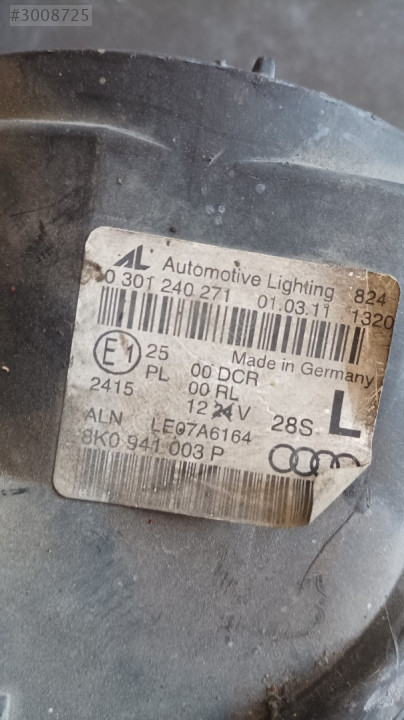 #3008725
AL Automotive Lighting 824
0 301 240 271 01.03.11 1320
E1 25 Made in Germany
PL 00 DCR
2415 00 RL
12 24 V 28S L
ALN LE07A6164
8K0 941 003 P